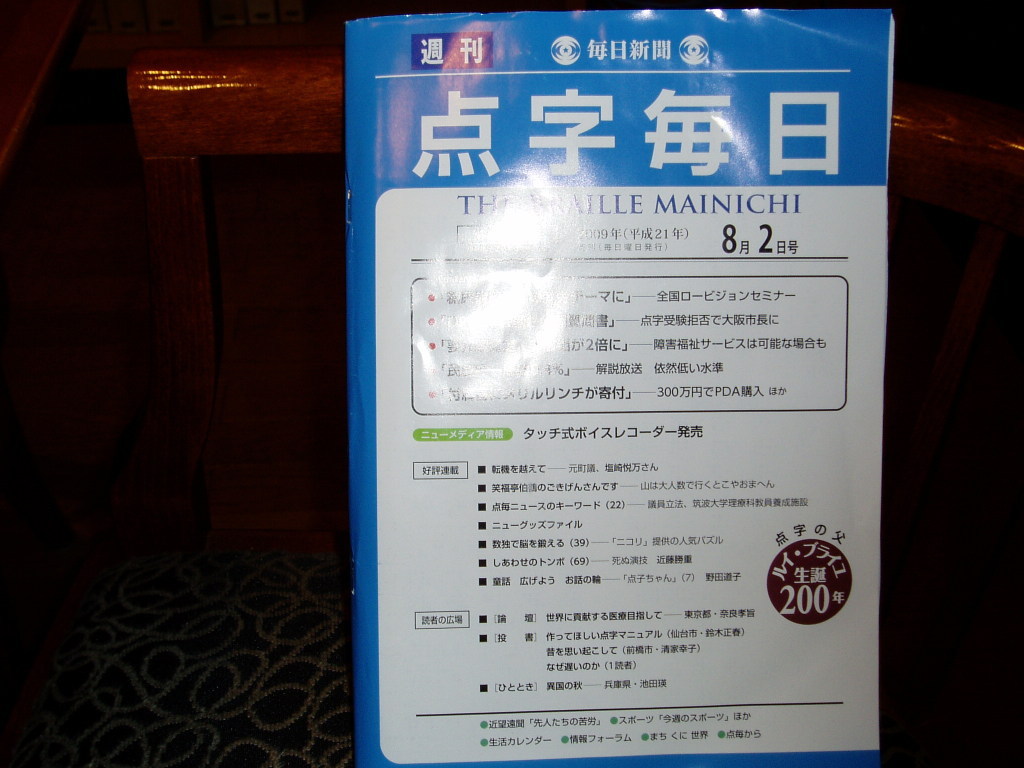 週刊
毎日新聞
点字毎日
THE BRAILLE MAINICHI
2009年(平成21年)
(毎日曜日発行)
8月2日号
ーマに」——全国ロービジョンセミナー
問書」——点字受験拒否で大阪市長に
が2倍に」——障害福祉サービスは可能な場合も
%」——解説放送 依然低い水準
リルリンチが寄付」——300万円でPDA購入 ほか
ニューメディア情報 タッチ式ボイスレコーダー発売
好評連載
■ 転機を越えて——元町議、塩崎悦万さん
■ 笑福亭伯鶴のごきげんさんです——山は大人数で行くとこやおまへん
■ 点毎ニュースのキーワード(22)——議員立法、筑波大学理療科教員養成施設
■ ニューグッズファイル
■ 数独で脳を鍛える(39)——「ニコリ」提供の人気パズル
■ しあわせのトンボ(69)——死ぬ演技 近藤勝重
■ 童話 広げよう お話の輪——「点子ちゃん」(7) 野田道子
点字の父
ルイ・ブライユ
生誕
200年
読者の広場
■ [論 壇] 世界に貢献する医療目指して——東京都・奈良孝旨
■ [投 書] 作ってほしい点字マニュアル(仙台市・鈴木正春)
昔を思い起こして(前橋市・清家幸子)
なぜ遅いのか(1読者)
■ [ひととき] 異国の秋——兵庫県・池田瑛
●近望遠聞「先人たちの苦労」 ●スポーツ「今週のスポーツ」ほか
●生活カレンダー ●情報フォーラム ●まち くに 世界 ●点毎から